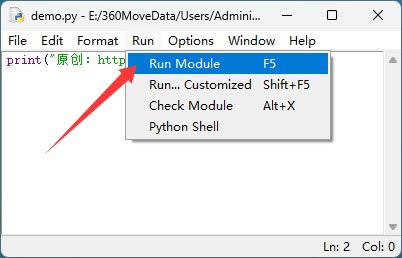 demo.py - E:/360MoveData/Users/Admini...
File Edit Format Run Options Window Help
print("原创: http
Run Module F5
Run... Customized Shift+F5
Check Module Alt+X
Python Shell
Ln: 2 Col: 0